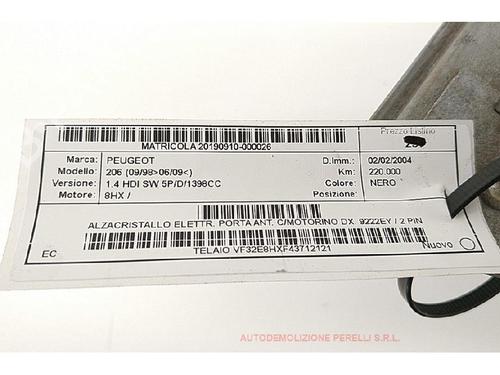 Prezzo Listino
MATRICOLA 20190910-000026
Marca: PEUGEOT D.Imm.: 02/02/2004
Modello: 206 (09/98>06/09<) Km: 220.000
Versione: 1.4 HDI SW 5P/D/1398CC Colore: NERO
Motore: 8HX /
ALZACRISTALLO ELETTR. PORTA ANT. C/MOTORINO DX 9222EY / 2 PIN
EC TELAIO VF32E8HXF43712121 Nuovo
AUTODEMOLIZIONE PERELLI S.R.L.